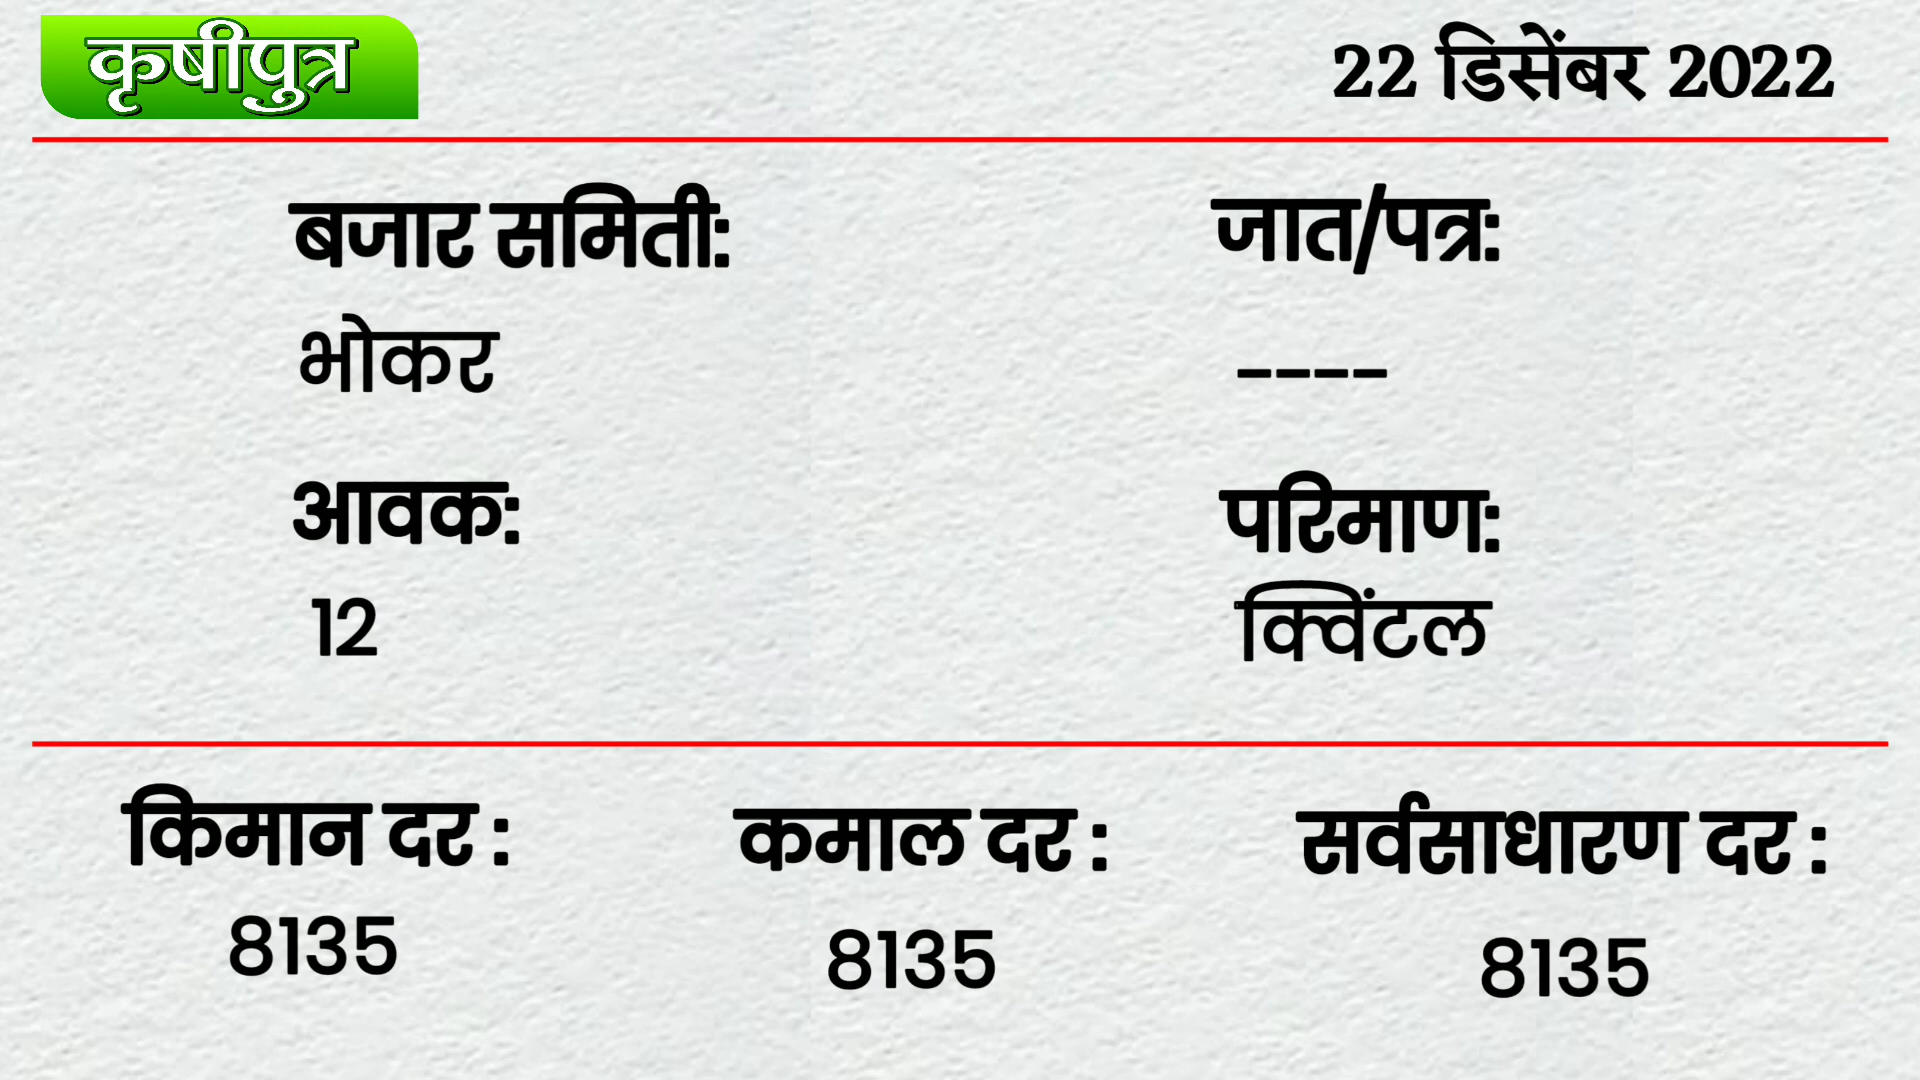 कृषीपुत्र
22 डिसेंबर 2022
बजार समिती:
जात/पत्र:
भोकर
----
आवक:
परिमाण:
12
क्विंटल
किमान दर :
कमाल दर :
सर्वसाधारण दर :
8135
8135
8135